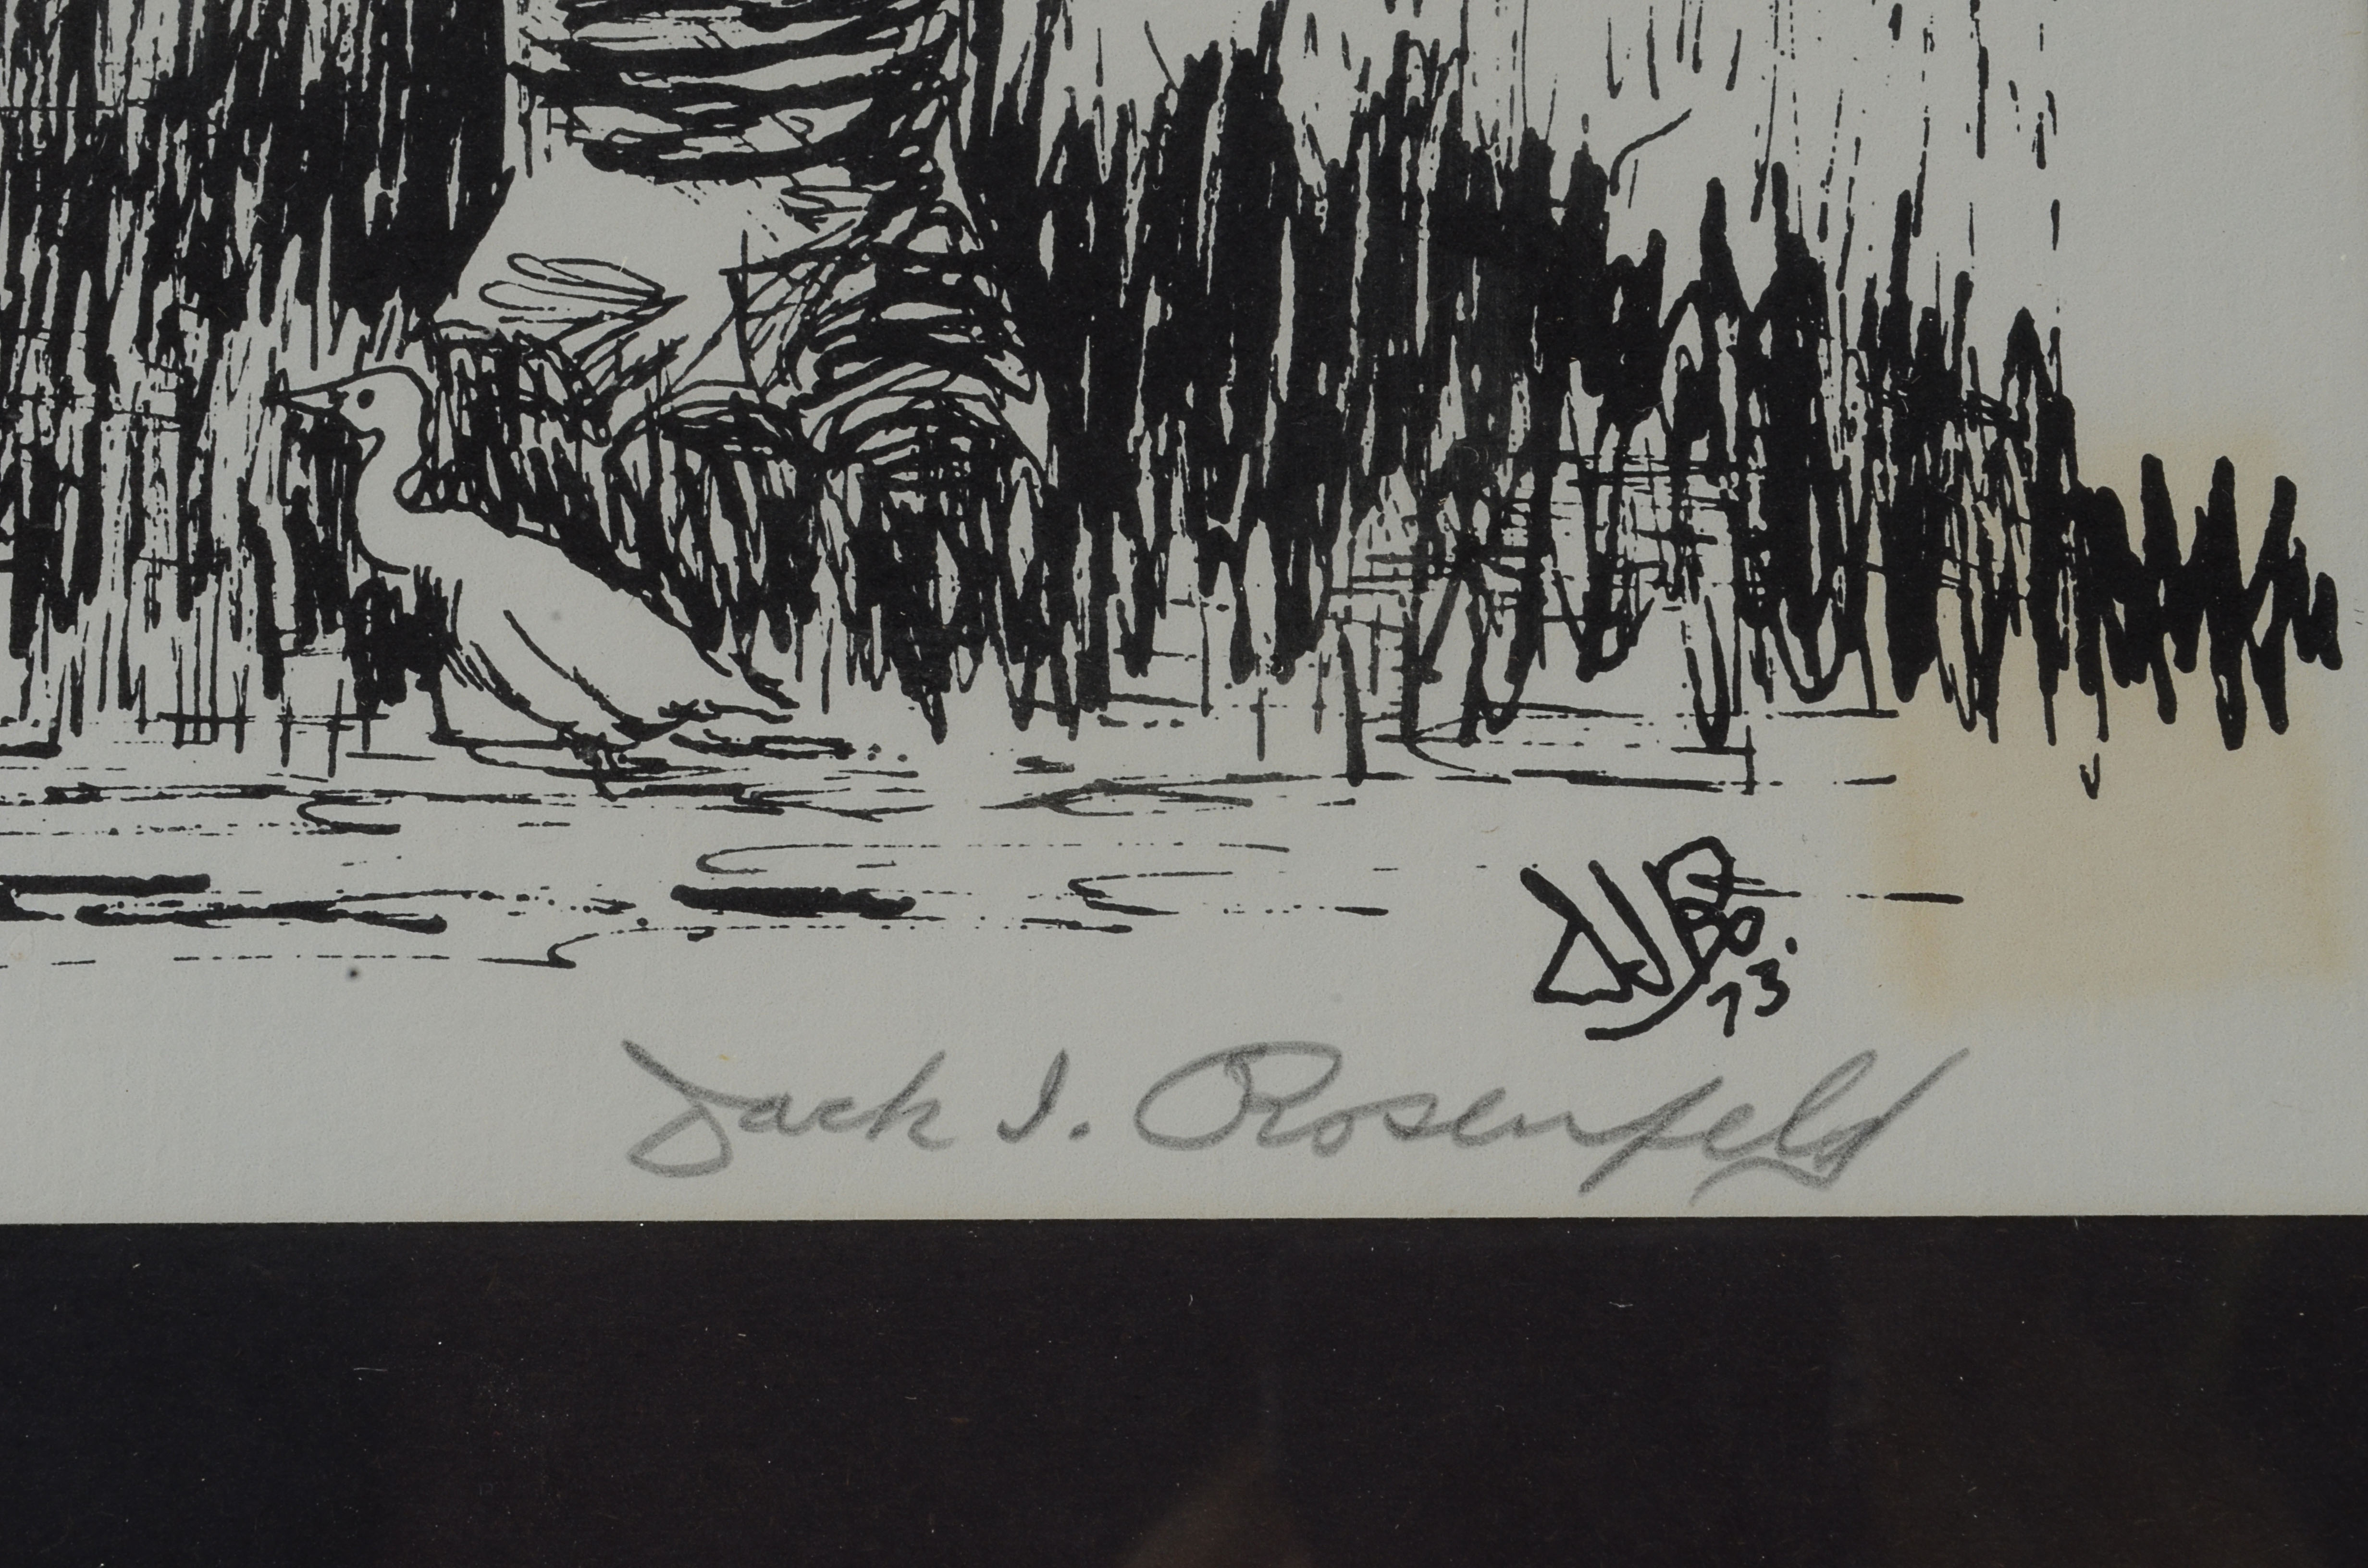 73
Jack I. Rosenfeld